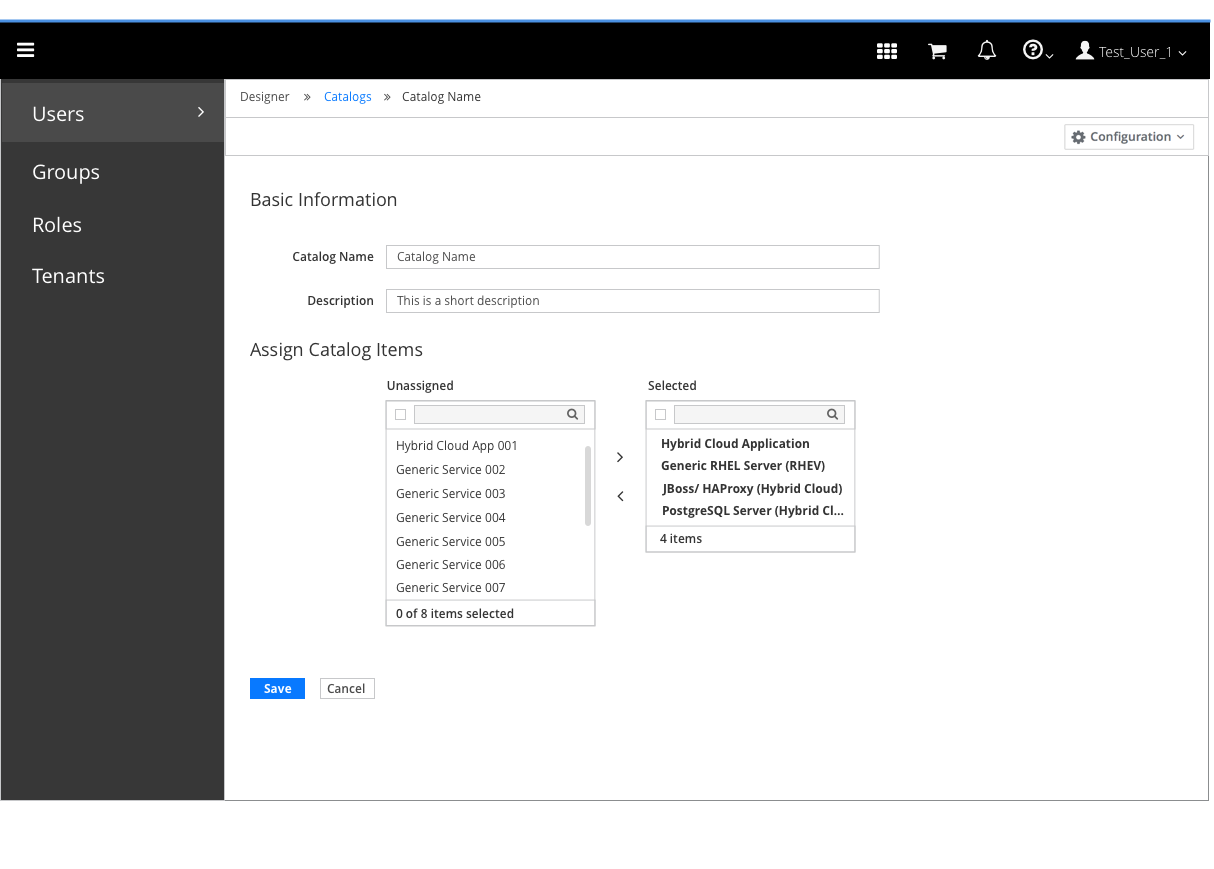 Test_User_1
Users
Groups
Roles
Tenants
Designer » Catalogs » Catalog Name
Configuration
Basic Information
Catalog Name Catalog Name
Description This is a short description
Assign Catalog Items
Unassigned
Hybrid Cloud App 001
Generic Service 002
Generic Service 003
Generic Service 004
Generic Service 005
Generic Service 006
Generic Service 007
0 of 8 items selected
Selected
Hybrid Cloud Application
Generic RHEL Server (RHEV)
JBoss/ HAProxy (Hybrid Cloud)
PostgreSQL Server (Hybrid Cl...
4 items
Save Cancel